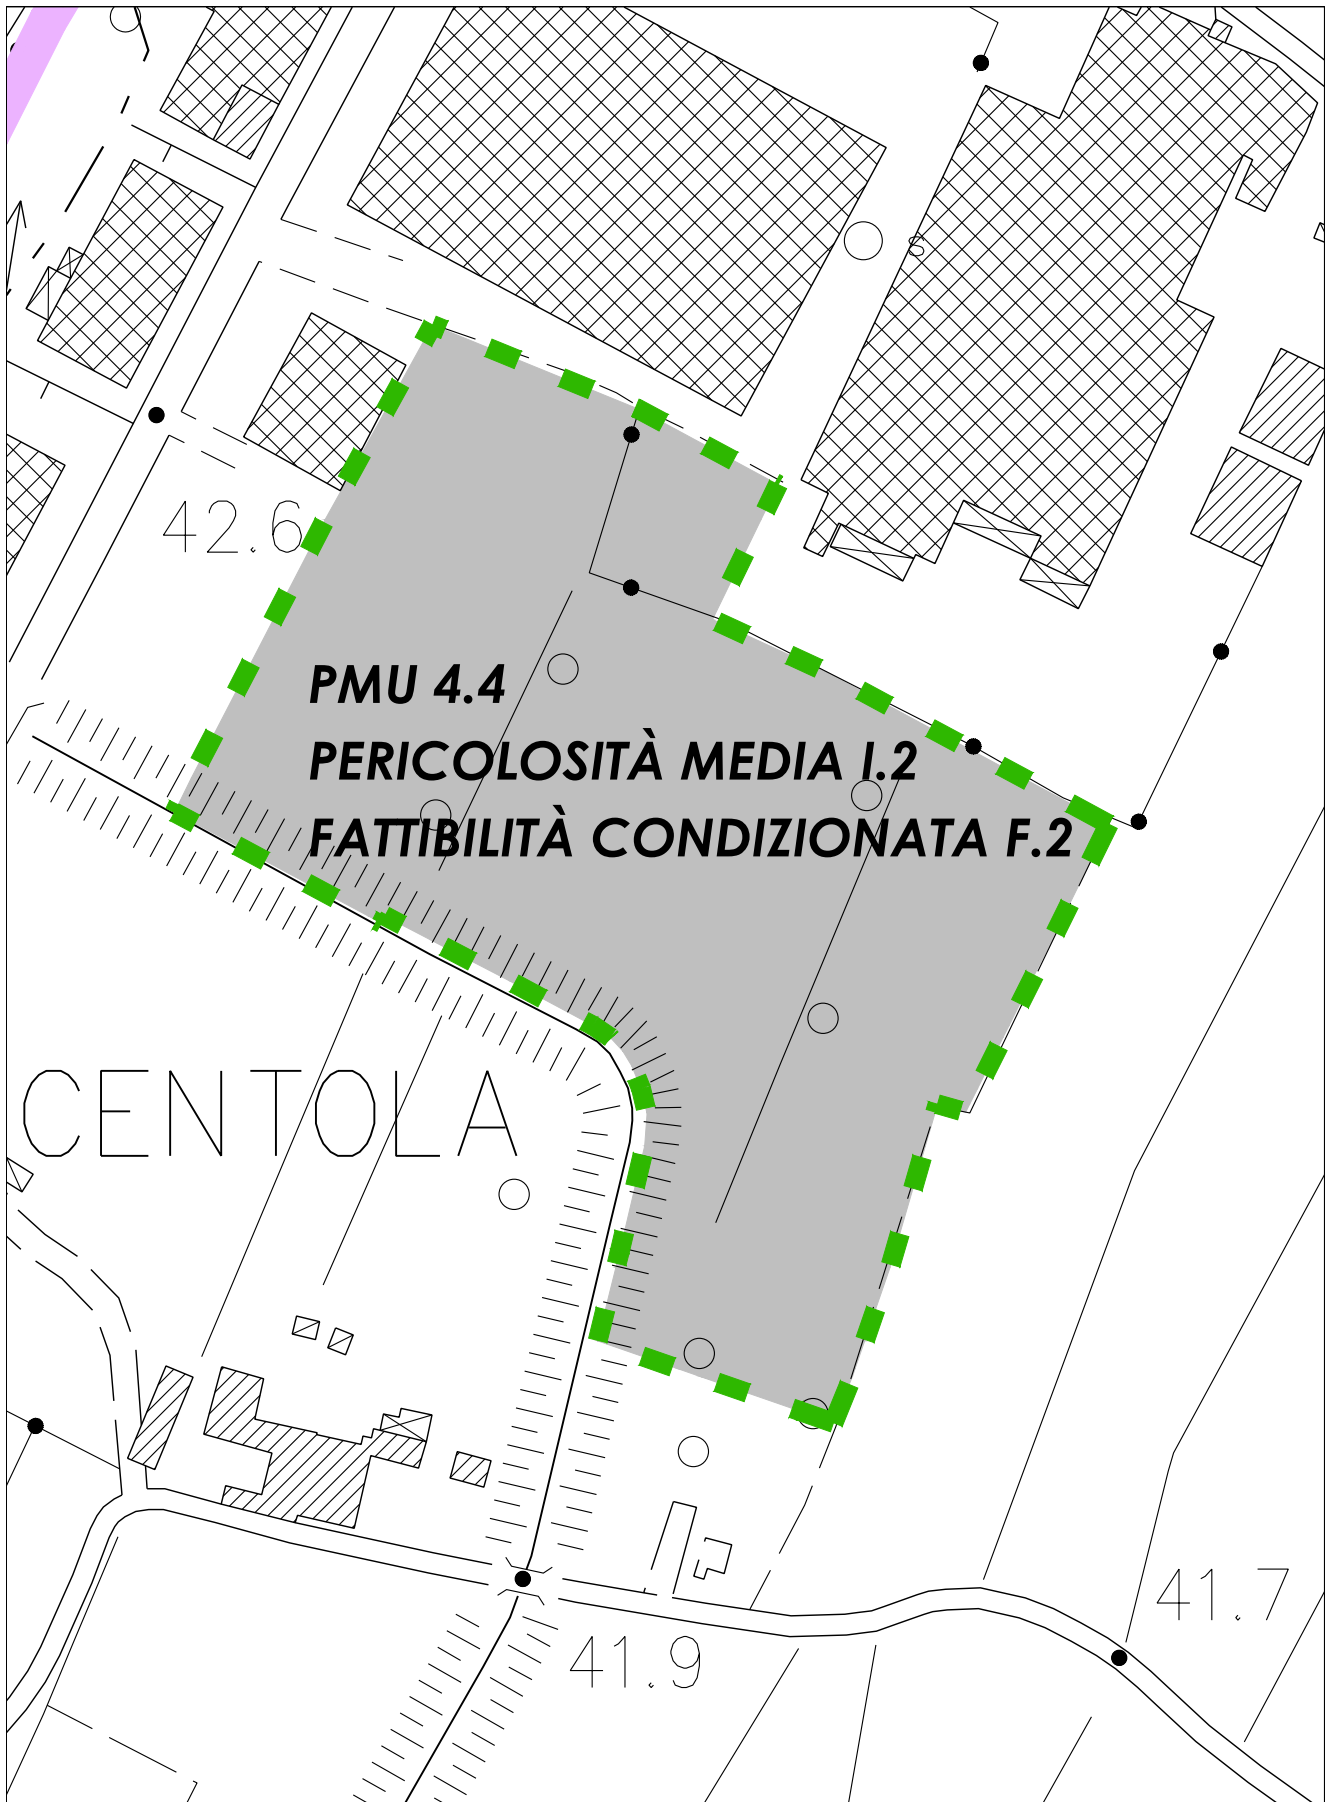 42.6
PMU 4.4
PERICOLOSITÀ MEDIA I.2
FATTIBILITÀ CONDIZIONATA F.2
CENTOLA
41.7
41.9